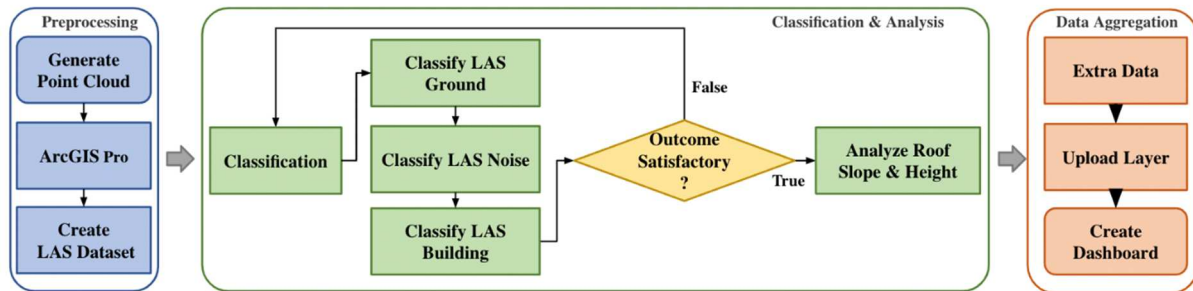 Preprocessing
Generate
Point Cloud
ArcGIS Pro
Create
LAS Dataset
Classification & Analysis
Classification
Classify LAS
Ground
Classify LAS Noise
Classify LAS
Building
False
Outcome
Satisfactory
?
True
Analyze Roof
Slope & Height
Data Aggregation
Extra Data
Upload Layer
Create
Dashboard